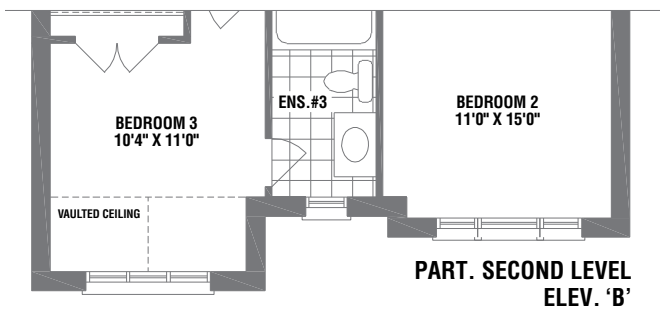 ENS.#3
BEDROOM 3
10'4" X 11'0"
BEDROOM 2
11'0" X 15'0"
VAULTED CEILING
PART. SECOND LEVEL
ELEV. ‘B’